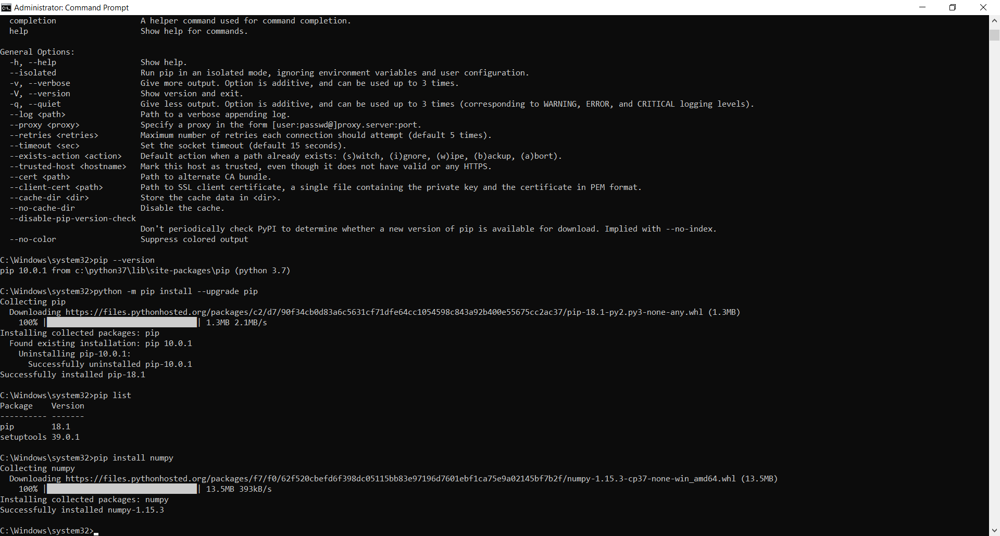 Administrator: Command Prompt
completion                  A helper command used for command completion.
help                        Show help for commands.
General Options:
-h, --help                  Show help.
--isolated                  Run pip in an isolated mode, ignoring environment variables and user configuration.
-v, --verbose               Give more output. Option is additive, and can be used up to 3 times.
-V, --version               Show version and exit.
-q, --quiet                 Give less output. Option is additive, and can be used up to 3 times (corresponding to WARNING, ERROR, and CRITICAL logging levels).
--log <path>                Path to a verbose appending log.
--proxy <proxy>             Specify a proxy in the form [user:passwd@]proxy.server:port.
--retries <retries>         Maximum number of retries each connection should attempt (default 5 times).
--timeout <sec>             Set the socket timeout (default 15 seconds).
--exists-action <action>    Default action when a path already exists: (s)witch, (i)gnore, (w)ipe, (b)ackup, (a)bort).
--trusted-host <hostname>   Mark this host as trusted, even though it does not have valid or any HTTPS.
--cert <path>               Path to alternate CA bundle.
--client-cert <path>        Path to SSL client certificate, a single file containing the private key and the certificate in PEM format.
--cache-dir <dir>           Store the cache data in <dir>.
--no-cache-dir              Disable the cache.
--disable-pip-version-check
Don't periodically check PyPI to determine whether a new version of pip is available for download. Implied with --no-index.
--no-color                  Suppress colored output
C:\Windows\system32>pip --version
pip 10.0.1 from c:\python37\lib\site-packages\pip (python 3.7)
C:\Windows\system32>python -m pip install --upgrade pip
Collecting pip
Downloading https://files.pythonhosted.org/packages/c2/d7/90f34cb0d83a6c5631cf71dfe64cc1054598c843a92b400e55675cc2ac37/pip-18.1-py2.py3-none-any.whl (1.3MB)
100% |████████████████████████████████| 1.3MB 2.1MB/s
Installing collected packages: pip
Found existing installation: pip 10.0.1
Uninstalling pip-10.0.1:
Successfully uninstalled pip-10.0.1
Successfully installed pip-18.1
C:\Windows\system32>pip list
Package    Version
---------- -------
pip        18.1
setuptools 39.0.1
C:\Windows\system32>pip install numpy
Collecting numpy
Downloading https://files.pythonhosted.org/packages/f7/f0/62f520cbefd6f398dc05115bb83e97196d7601ebf1ca75e9a02145bf7b2f/numpy-1.15.3-cp37-none-win_amd64.whl (13.5MB)
100% |████████████████████████████████| 13.5MB 393kB/s
Installing collected packages: numpy
Successfully installed numpy-1.15.3
C:\Windows\system32>